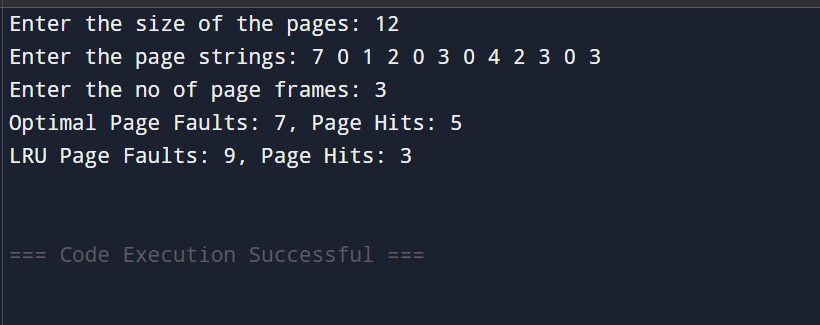 Enter the size of the pages: 12
Enter the page strings: 7 0 1 2 0 3 0 4 2 3 0 3
Enter the no of page frames: 3
Optimal Page Faults: 7, Page Hits: 5
LRU Page Faults: 9, Page Hits: 3
=== Code Execution Successful ===